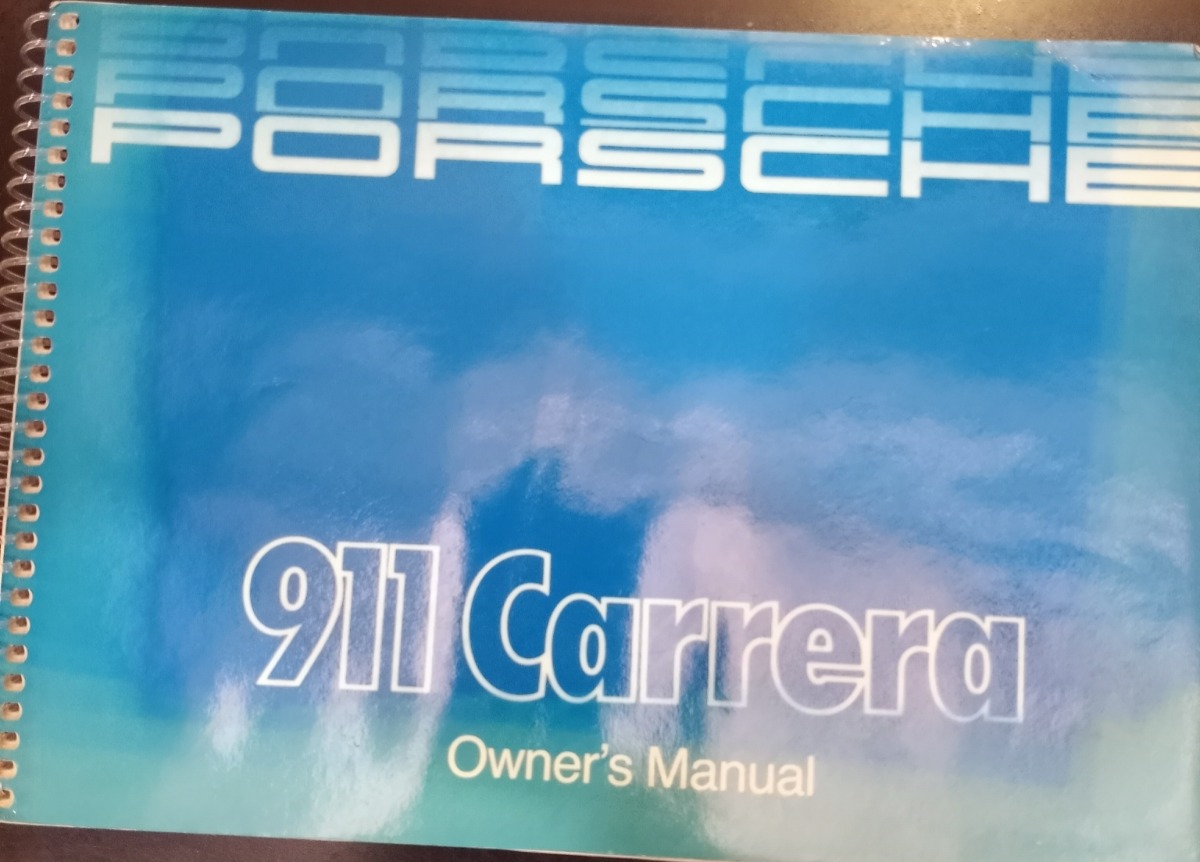 PORSCHE
PORSCHE
PORSCHE
911 Carrera
Owner's Manual